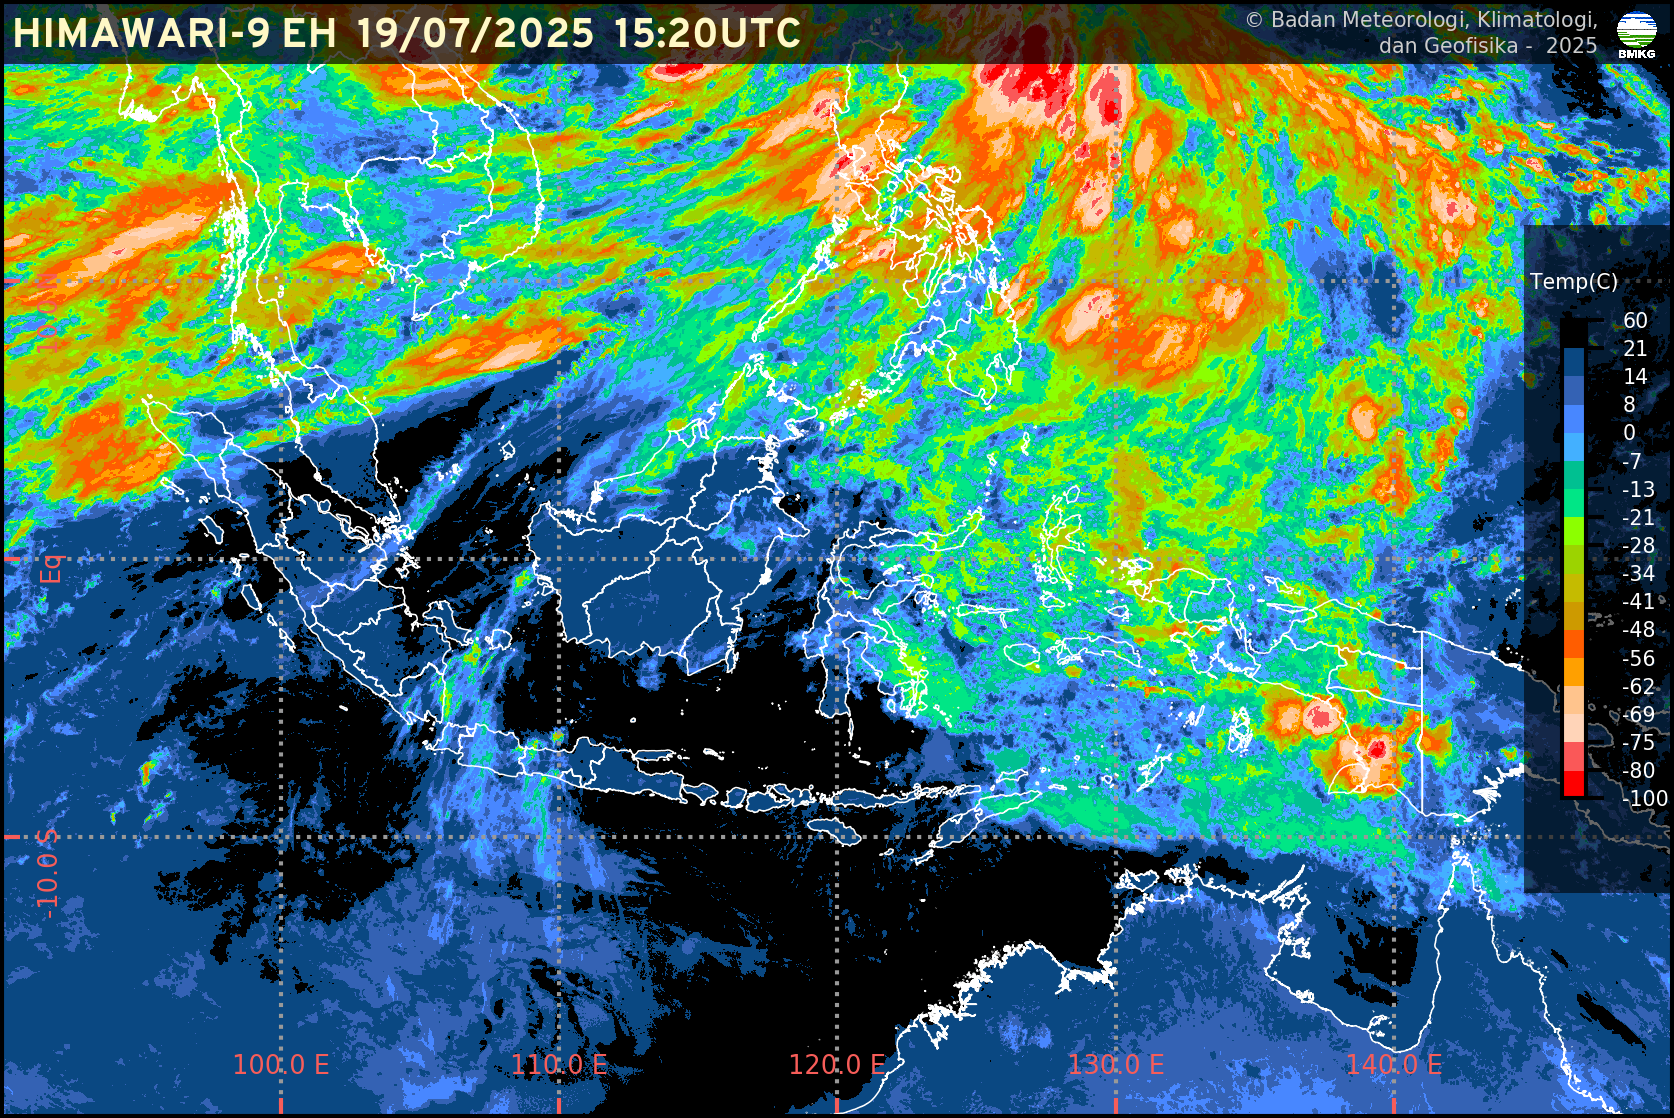 HIMAWARI-9 EH 19/07/2025 15:20UTC
© Badan Meteorologi, Klimatologi,
dan Geofisika - 2025
BMKG
Temp(C)
60
21
14
8
0
-7
-13
-21
-28
-34
-41
-48
-56
-62
-69
-75
-80
-100
Eq
-10.0 S
100.0 E
110.0 E
120.0 E
130.0 E
140.0 E